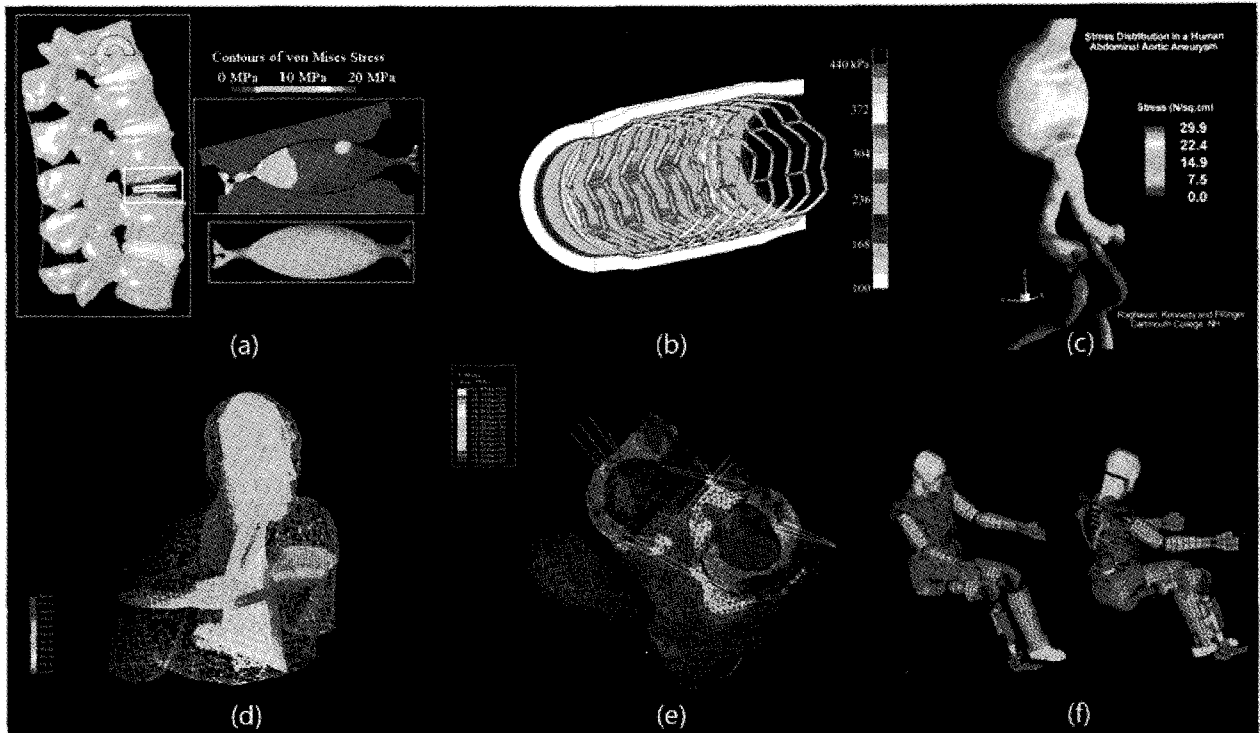 Contours of von Mises Stress
0 MPa 10 MPa 20 MPa
(a)
440 kPa
372
304
236
168
100
(b)
Stress Distribution in a Human
Abdominal Aortic Aneurysm
Stress (N/sq.cm)
29.9
22.4
14.9
7.5
0.0
Raghavan, Kennedy and Pillinger
Dartmouth College, NH
(c)
(d)
(e)
(f)